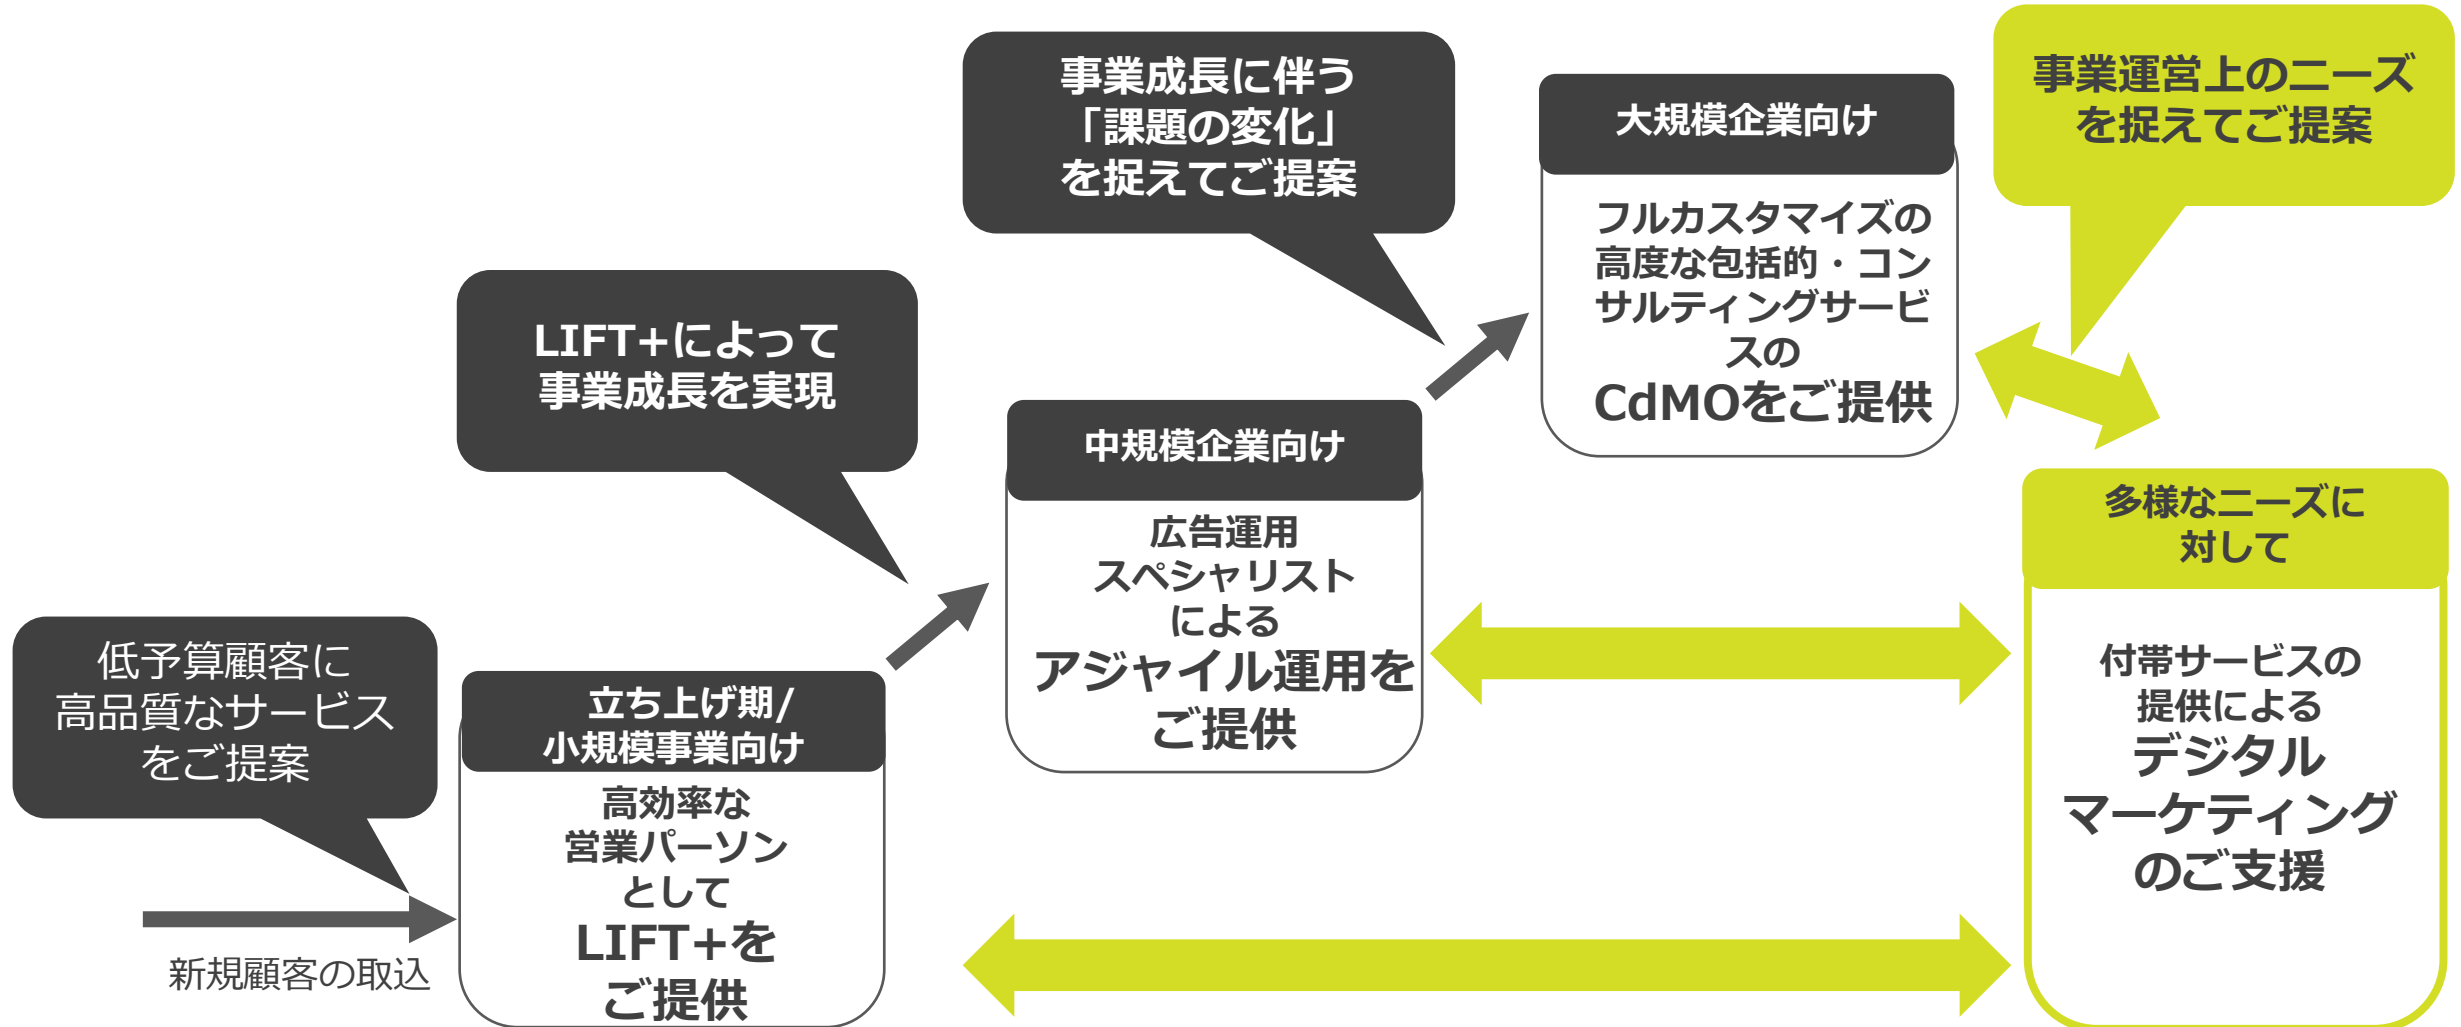 低予算顧客に
高品質なサービス
をご提案
新規顧客の取込
立ち上げ期/
小規模事業向け
高効率な
営業パーソン
として
LIFT+を
ご提供
LIFT+によって
事業成長を実現
中規模企業向け
広告運用
スペシャリスト
による
アジャイル運用を
ご提供
事業成長に伴う
「課題の変化」
を捉えてご提案
大規模企業向け
フルカスタマイズの
高度な包括的・コン
サルティングサービ
スの
CdMOをご提供
事業運営上のニーズ
を捉えてご提案
多様なニーズに
対して
付帯サービスの
提供による
デジタル
マーケティング
のご支援